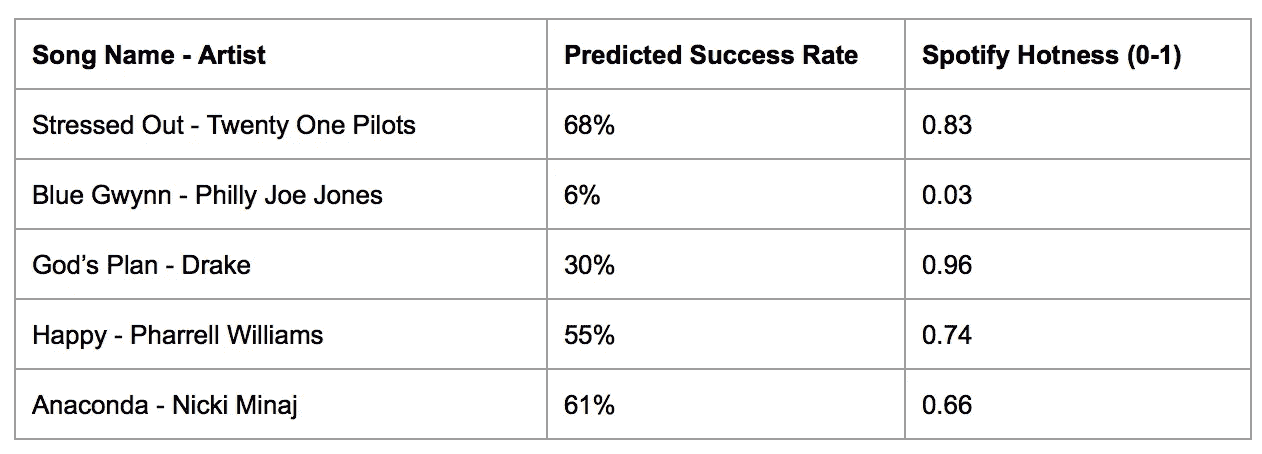 Song Name - Artist Predicted Success Rate Spotify Hotness (0-1)
Stressed Out - Twenty One Pilots 68% 0.83
Blue Gwynn - Philly Joe Jones 6% 0.03
God’s Plan - Drake 30% 0.96
Happy - Pharrell Williams 55% 0.74
Anaconda - Nicki Minaj 61% 0.66